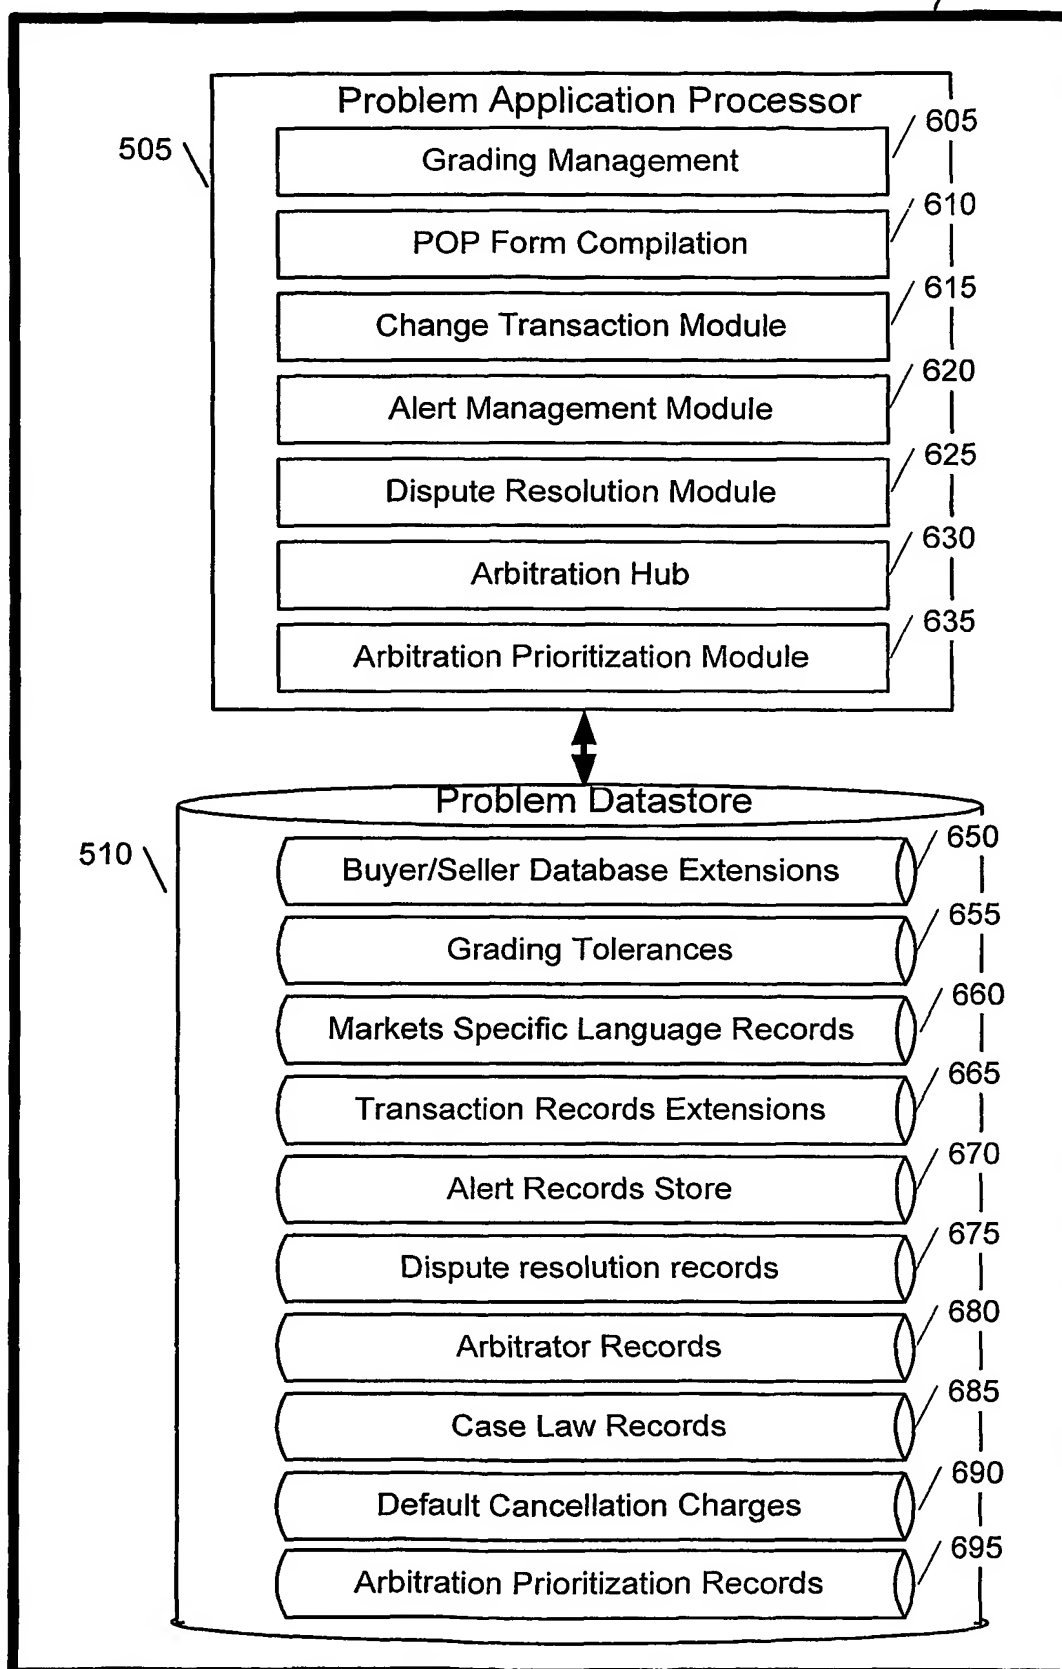 Problem Application Processor
505
605
Grading Management
610
POP Form Compilation
615
Change Transaction Module
620
Alert Management Module
625
Dispute Resolution Module
630
Arbitration Hub
635
Arbitration Prioritization Module
Problem Datastore
510
650
Buyer/Seller Database Extensions
655
Grading Tolerances
660
Markets Specific Language Records
665
Transaction Records Extensions
670
Alert Records Store
675
Dispute resolution records
680
Arbitrator Records
685
Case Law Records
690
Default Cancellation Charges
695
Arbitration Prioritization Records